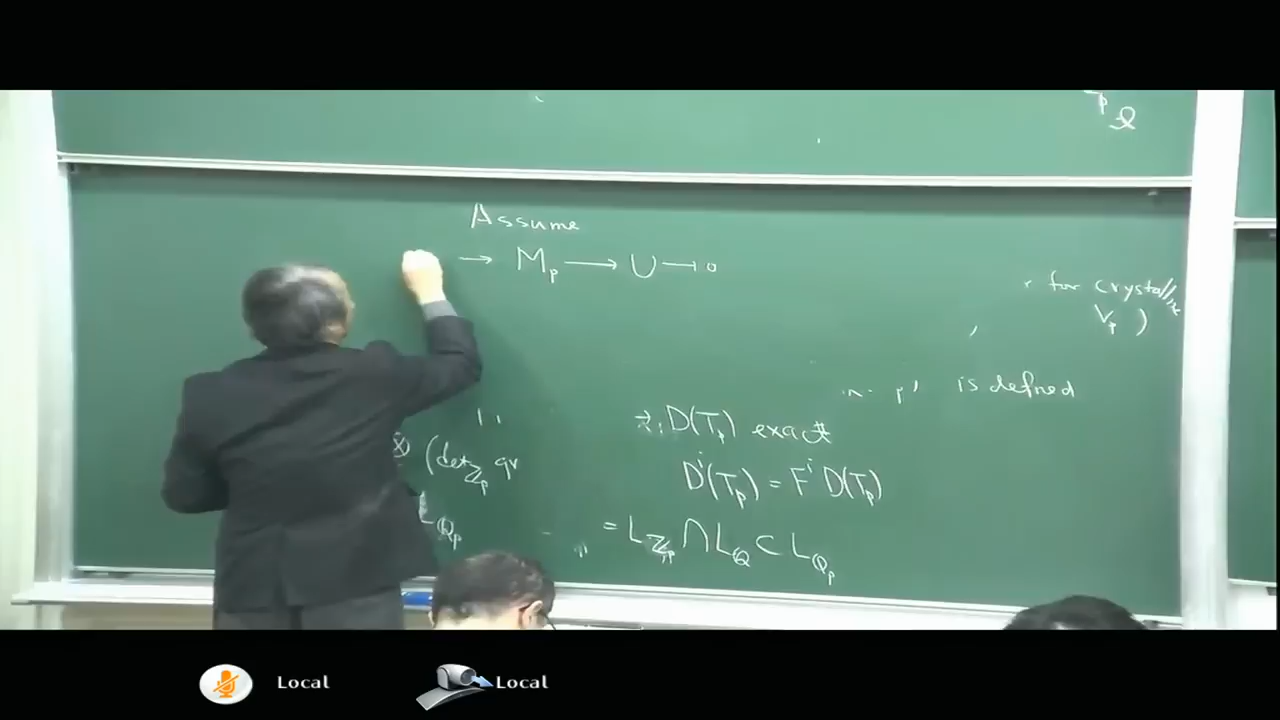 p ℓ
Assume
→ M_p → U → 0
for crystalline
V_p )
is defined
D(T_p) exact
⊗ (det_{Z_p} gr
D^i(T_p) = F^i D(T_p)
L_{Q_p}
= L_{Z_p} ∩ L_Q ⊂ L_{Q_p}
Local
Local